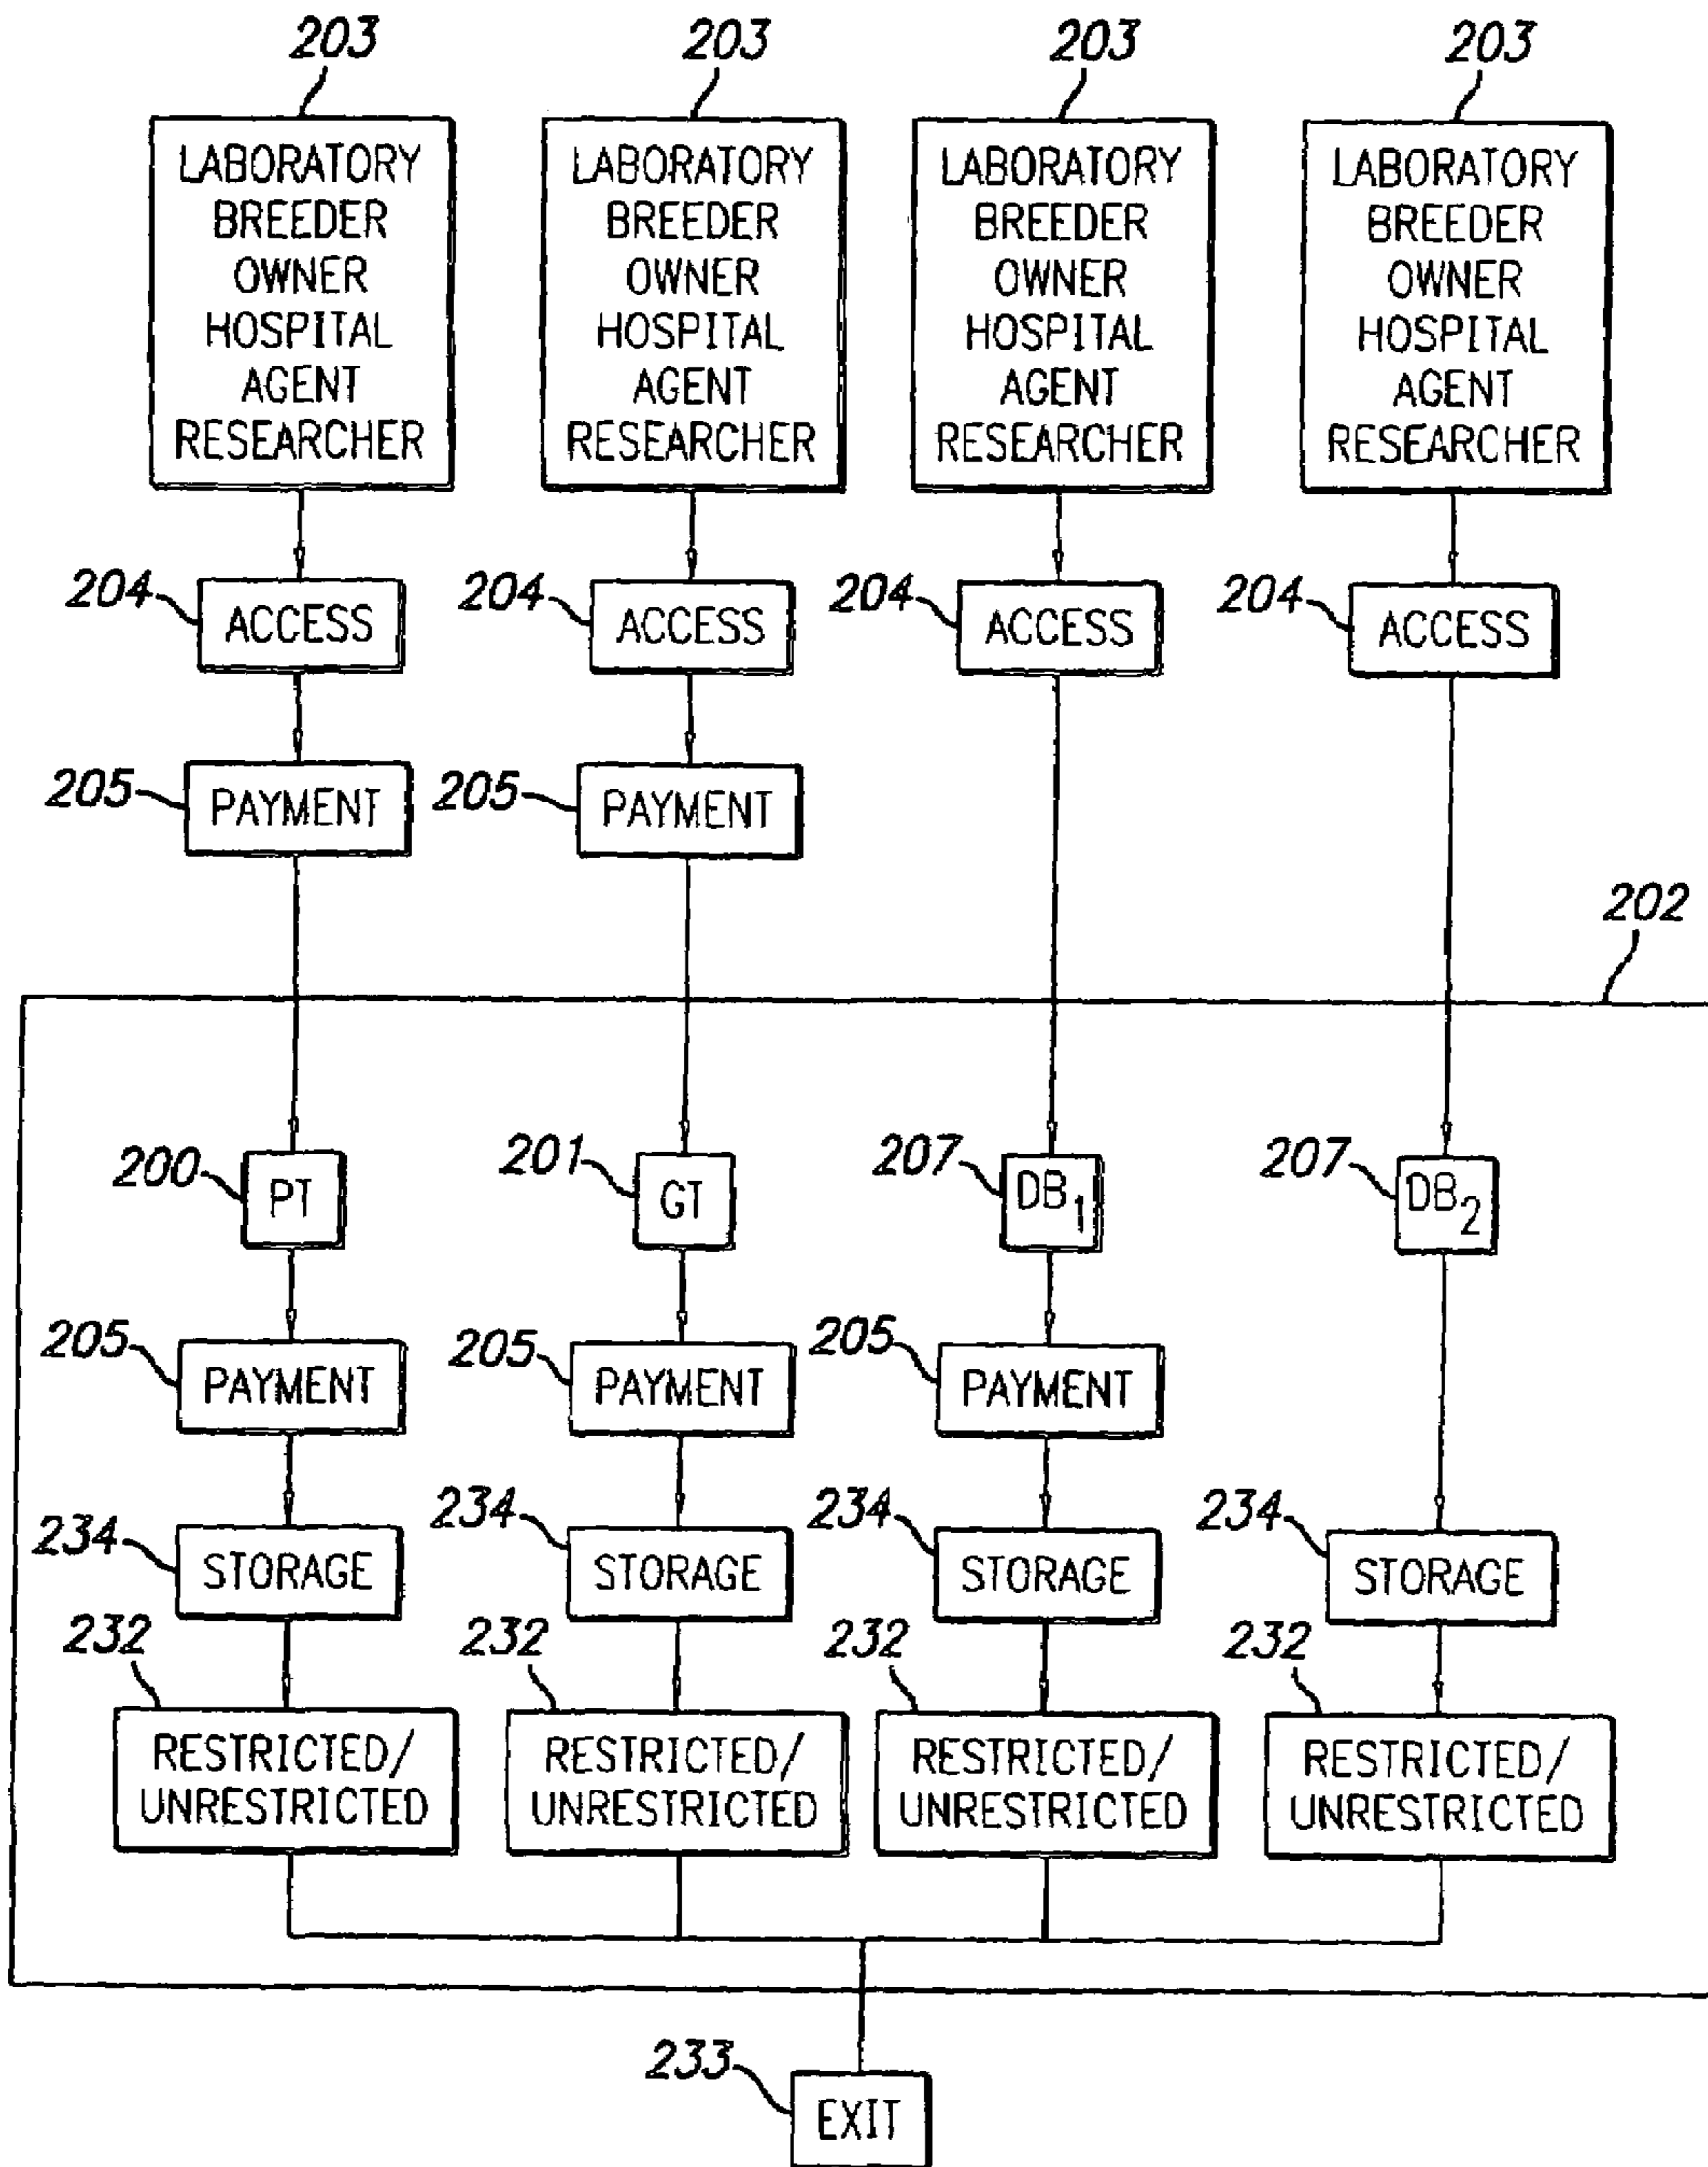 203 203 203 203
LABORATORY
BREEDER
OWNER
HOSPITAL
AGENT
RESEARCHER
LABORATORY
BREEDER
OWNER
HOSPITAL
AGENT
RESEARCHER
LABORATORY
BREEDER
OWNER
HOSPITAL
AGENT
RESEARCHER
LABORATORY
BREEDER
OWNER
HOSPITAL
AGENT
RESEARCHER
204 ACCESS 204 ACCESS 204 ACCESS 204 ACCESS
205 PAYMENT 205 PAYMENT
202
200 PT 201 GT 207 DB1 207 DB2
205 PAYMENT 205 PAYMENT 205 PAYMENT
234 STORAGE 234 STORAGE 234 STORAGE 234 STORAGE
232 232 232 232
RESTRICTED/
UNRESTRICTED
RESTRICTED/
UNRESTRICTED
RESTRICTED/
UNRESTRICTED
RESTRICTED/
UNRESTRICTED
233 EXIT